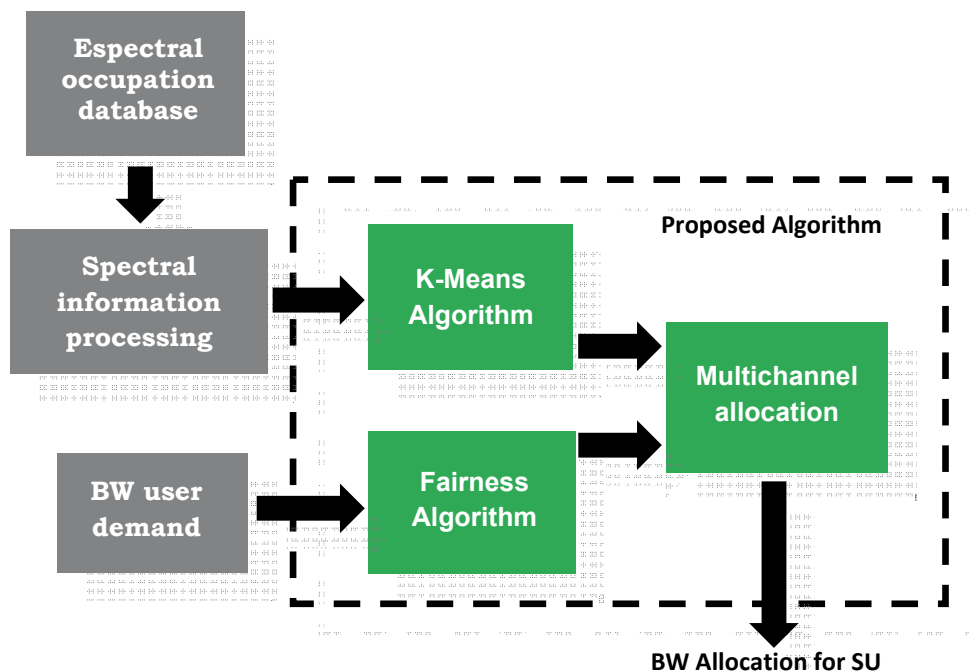 Espectral
occupation
database
Spectral
information
processing
BW user
demand
Proposed Algorithm
K-Means
Algorithm
Fairness
Algorithm
Multichannel
allocation
BW Allocation for SU